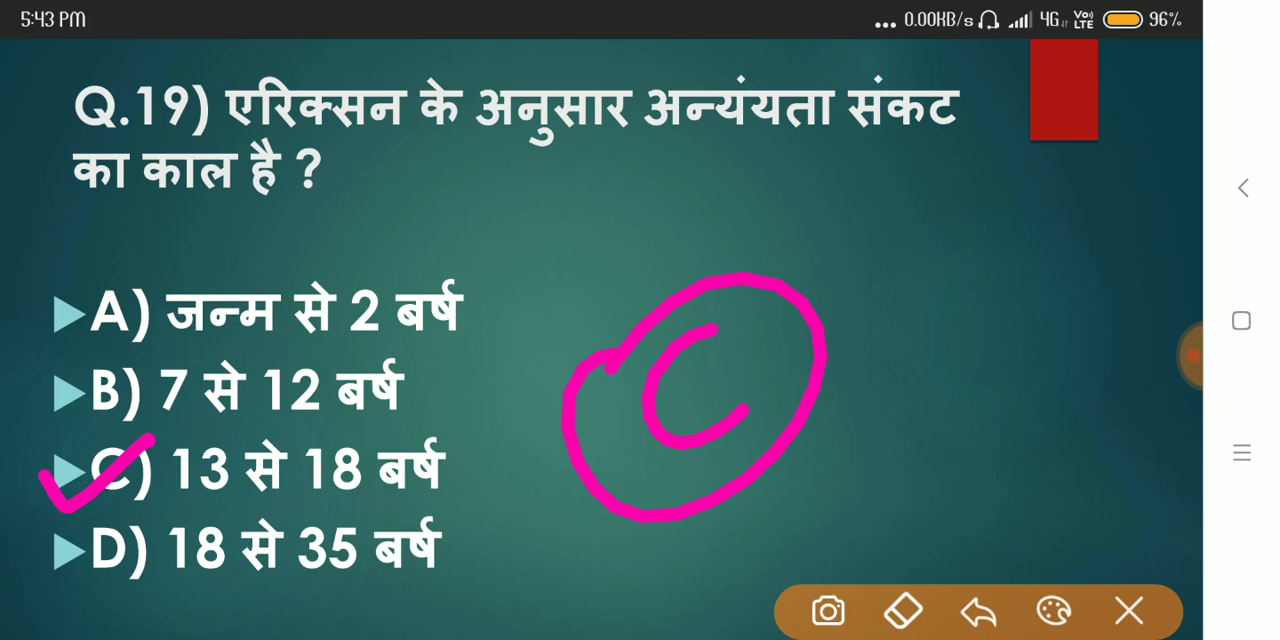 5:43 PM ... 0.00KB/s 4G Vo) LTE 96%
Q.19) एरिक्सन के अनुसार अन्यंयता संकट
का काल है ?
A) जन्म से 2 बर्ष
B) 7 से 12 बर्ष
C) 13 से 18 बर्ष
C
D) 18 से 35 बर्ष